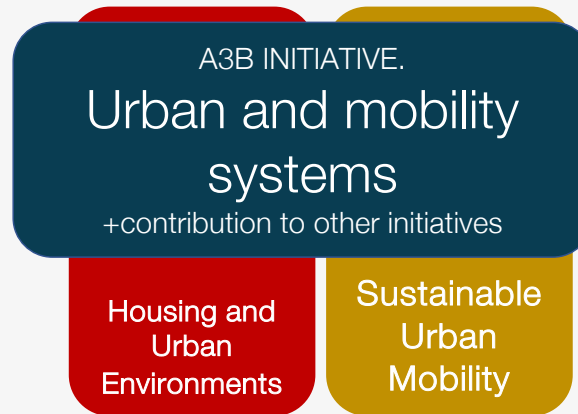 A3B INITIATIVE.
Urban and mobility
systems
+contribution to other initiatives
Housing and
Urban
Environments
Sustainable
Urban
Mobility